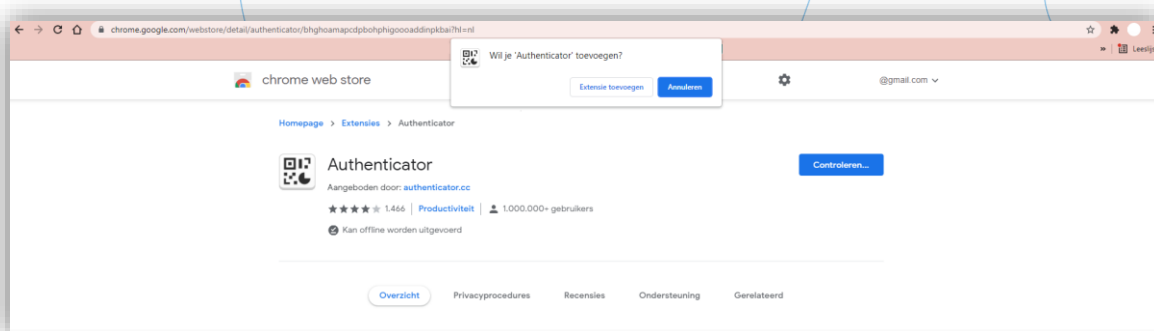 chrome.google.com/webstore/detail/authenticator/bhghoamapcdpbohphigoooaddinpkbai?hl=nl
» Leeslijs
Wil je 'Authenticator' toevoegen?
Extensie toevoegen Annuleren
chrome web store @gmail.com
Homepage > Extensies > Authenticator
Authenticator
Controleren...
Aangeboden door: authenticator.cc
1.466 | Productiviteit | 1.000.000+ gebruikers
Kan offline worden uitgevoerd
Overzicht Privacyprocedures Recensies Ondersteuning Gerelateerd